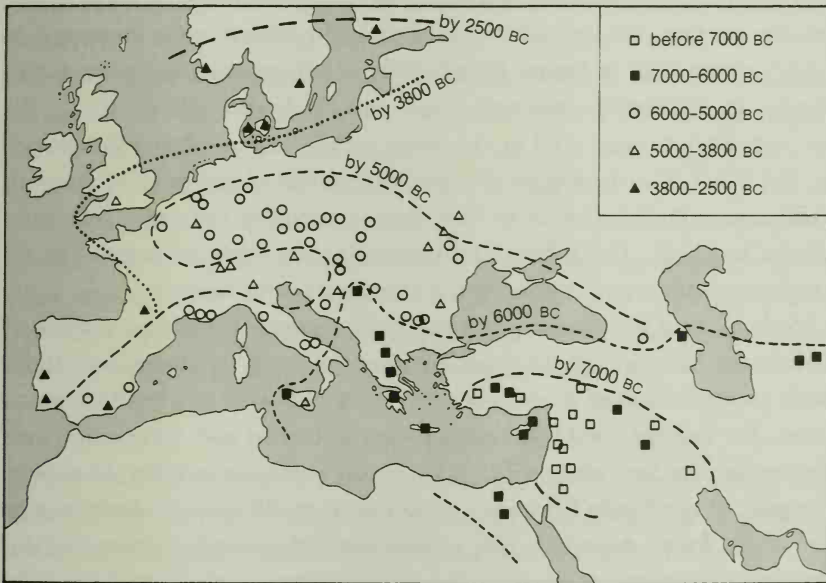 by 2500 BC
by 3800 BC
by 5000 BC
by 6000 BC
by 7000 BC
before 7000 BC
7000–6000 BC
6000–5000 BC
5000–3800 BC
3800–2500 BC